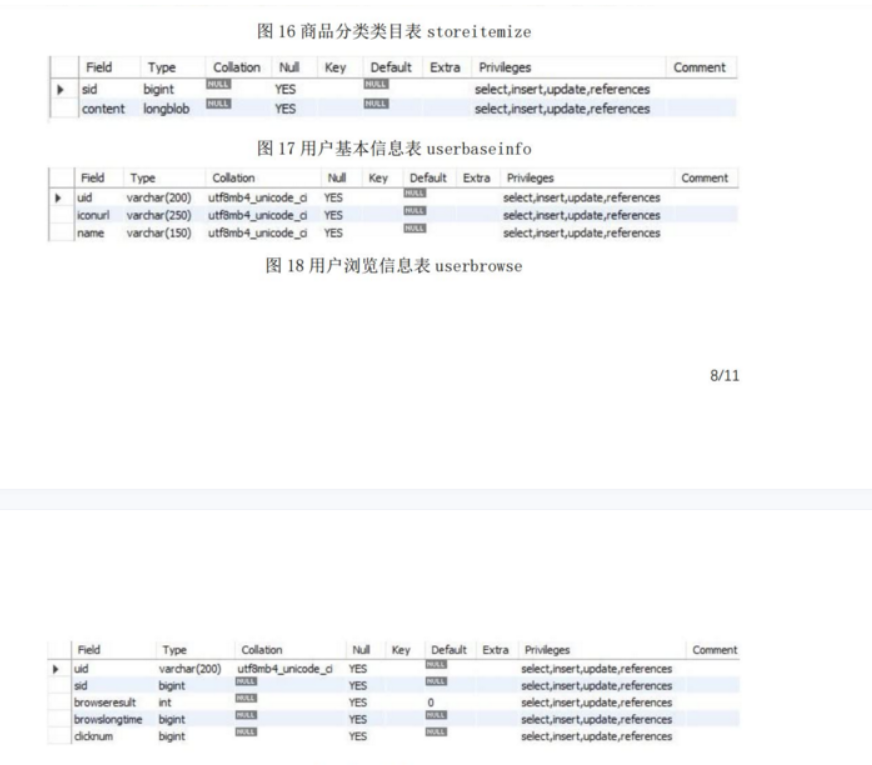 图 16 商品分类类目表 storeitemize
Field Type Collation Null Key Default Extra Privileges Comment
sid bigint NULL YES NULL select,insert,update,references
content longblob NULL YES NULL select,insert,update,references
图 17 用户基本信息表 userbaseinfo
Field Type Collation Null Key Default Extra Privileges Comment
uid varchar(200) utf8mb4_unicode_ci YES NULL select,insert,update,references
iconurl varchar(250) utf8mb4_unicode_ci YES NULL select,insert,update,references
name varchar(150) utf8mb4_unicode_ci YES NULL select,insert,update,references
图 18 用户浏览信息表 userbrowse
8/11
Field Type Collation Null Key Default Extra Privileges Comment
uid varchar(200) utf8mb4_unicode_ci YES NULL select,insert,update,references
sid bigint NULL YES NULL select,insert,update,references
browseresult int NULL YES 0 select,insert,update,references
browslongtime bigint NULL YES NULL select,insert,update,references
clicknum bigint NULL YES NULL select,insert,update,references